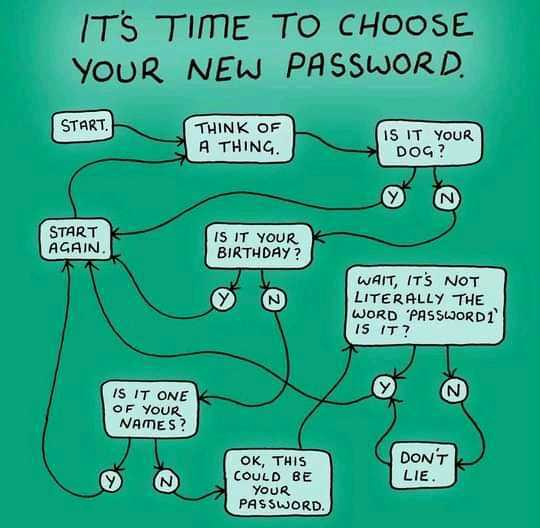 IT'S TIME TO CHOOSE
YOUR NEW PASSWORD.
START.
THINK OF
A THING.
IS IT YOUR
DOG?
Y
N
START
AGAIN.
IS IT YOUR
BIRTHDAY?
Y
N
WAIT, IT'S NOT
LITERALLY THE
WORD 'PASSWORD1'
IS IT?
Y
N
IS IT ONE
OF YOUR
NAMES?
Y
N
OK, THIS
COULD BE
YOUR
PASSWORD.
DON'T
LIE.